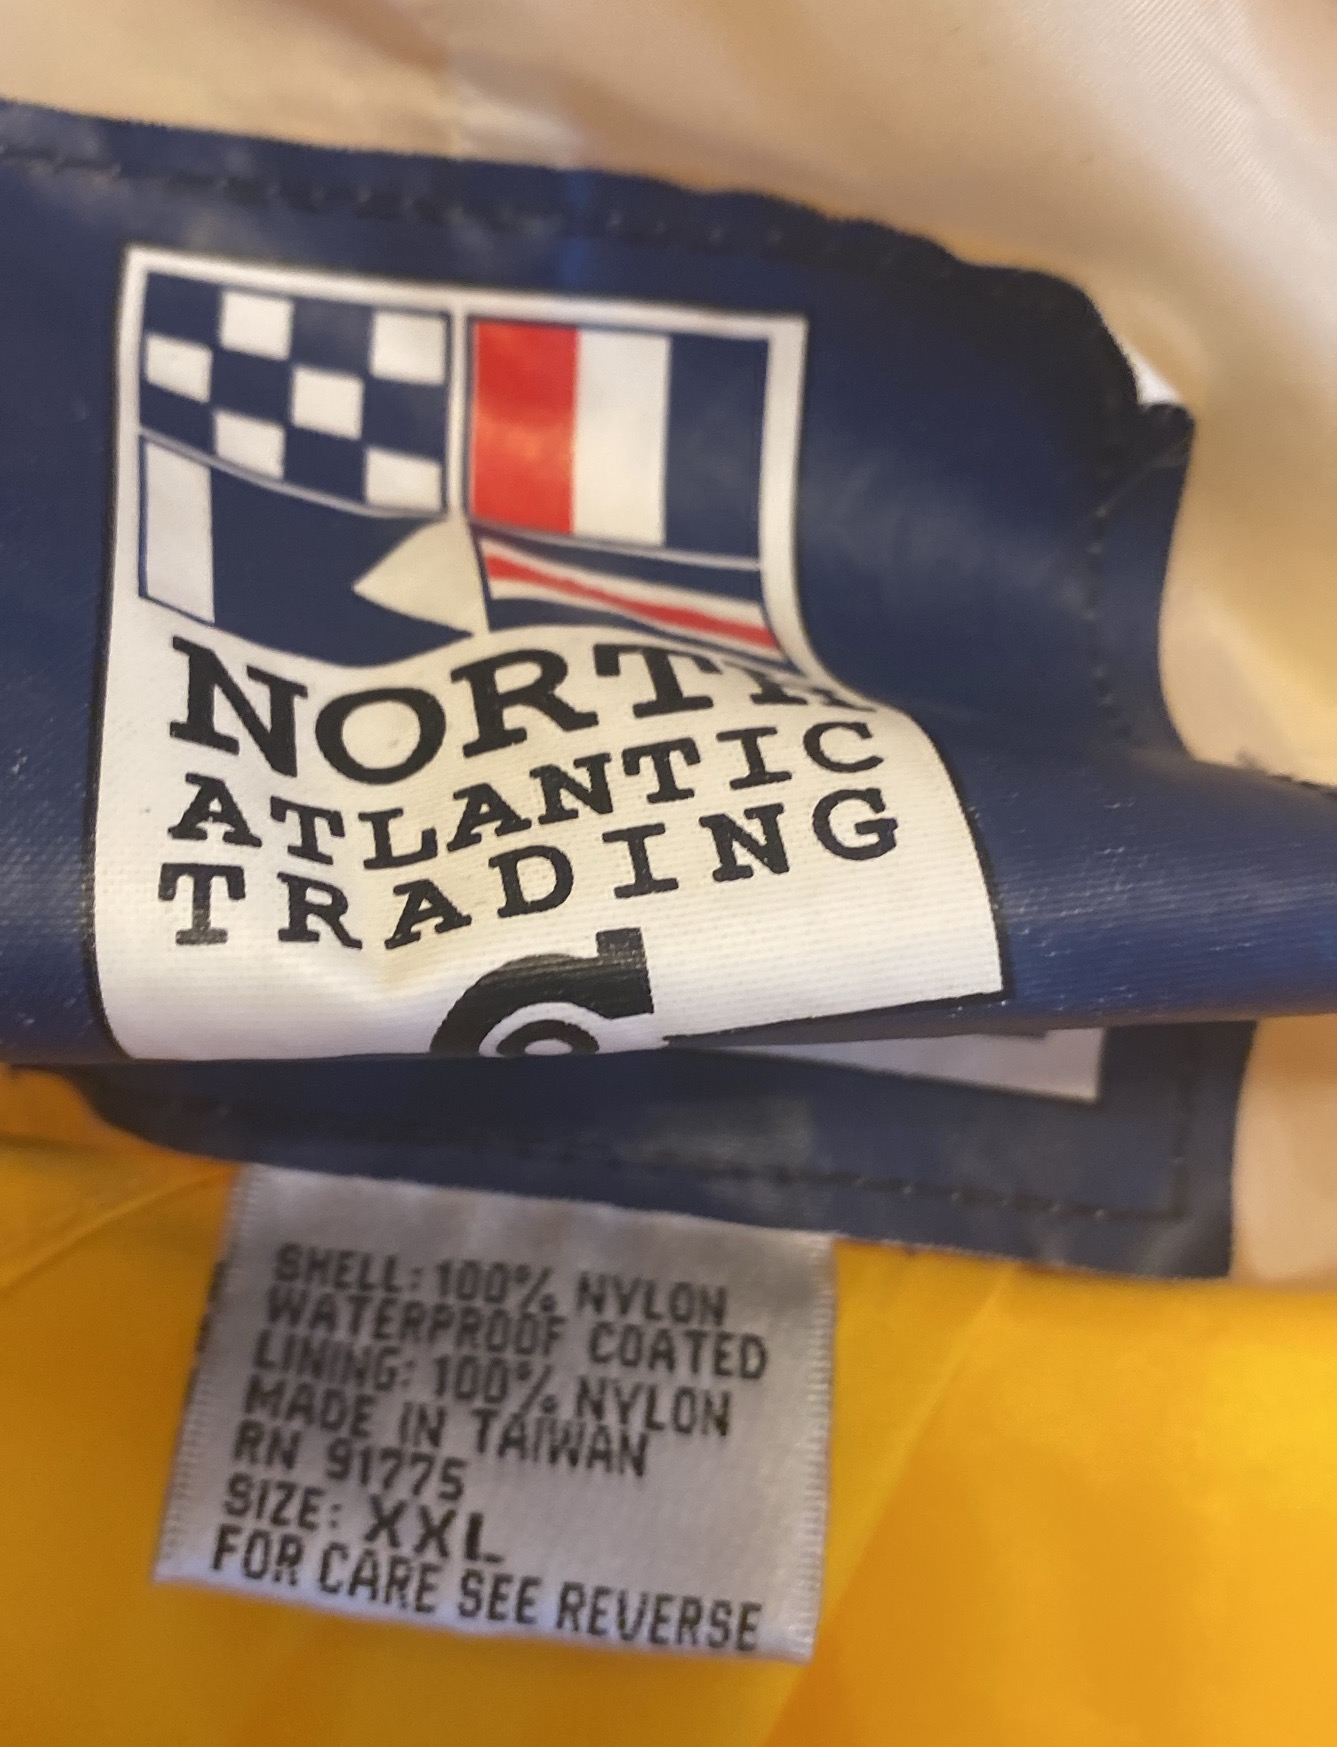 NORTH
ATLANTIC
TRADING
SHELL: 100% NYLON
WATERPROOF COATED
LINING: 100% NYLON
MADE IN TAIWAN
RN 91775
SIZE: XXL
FOR CARE SEE REVERSE